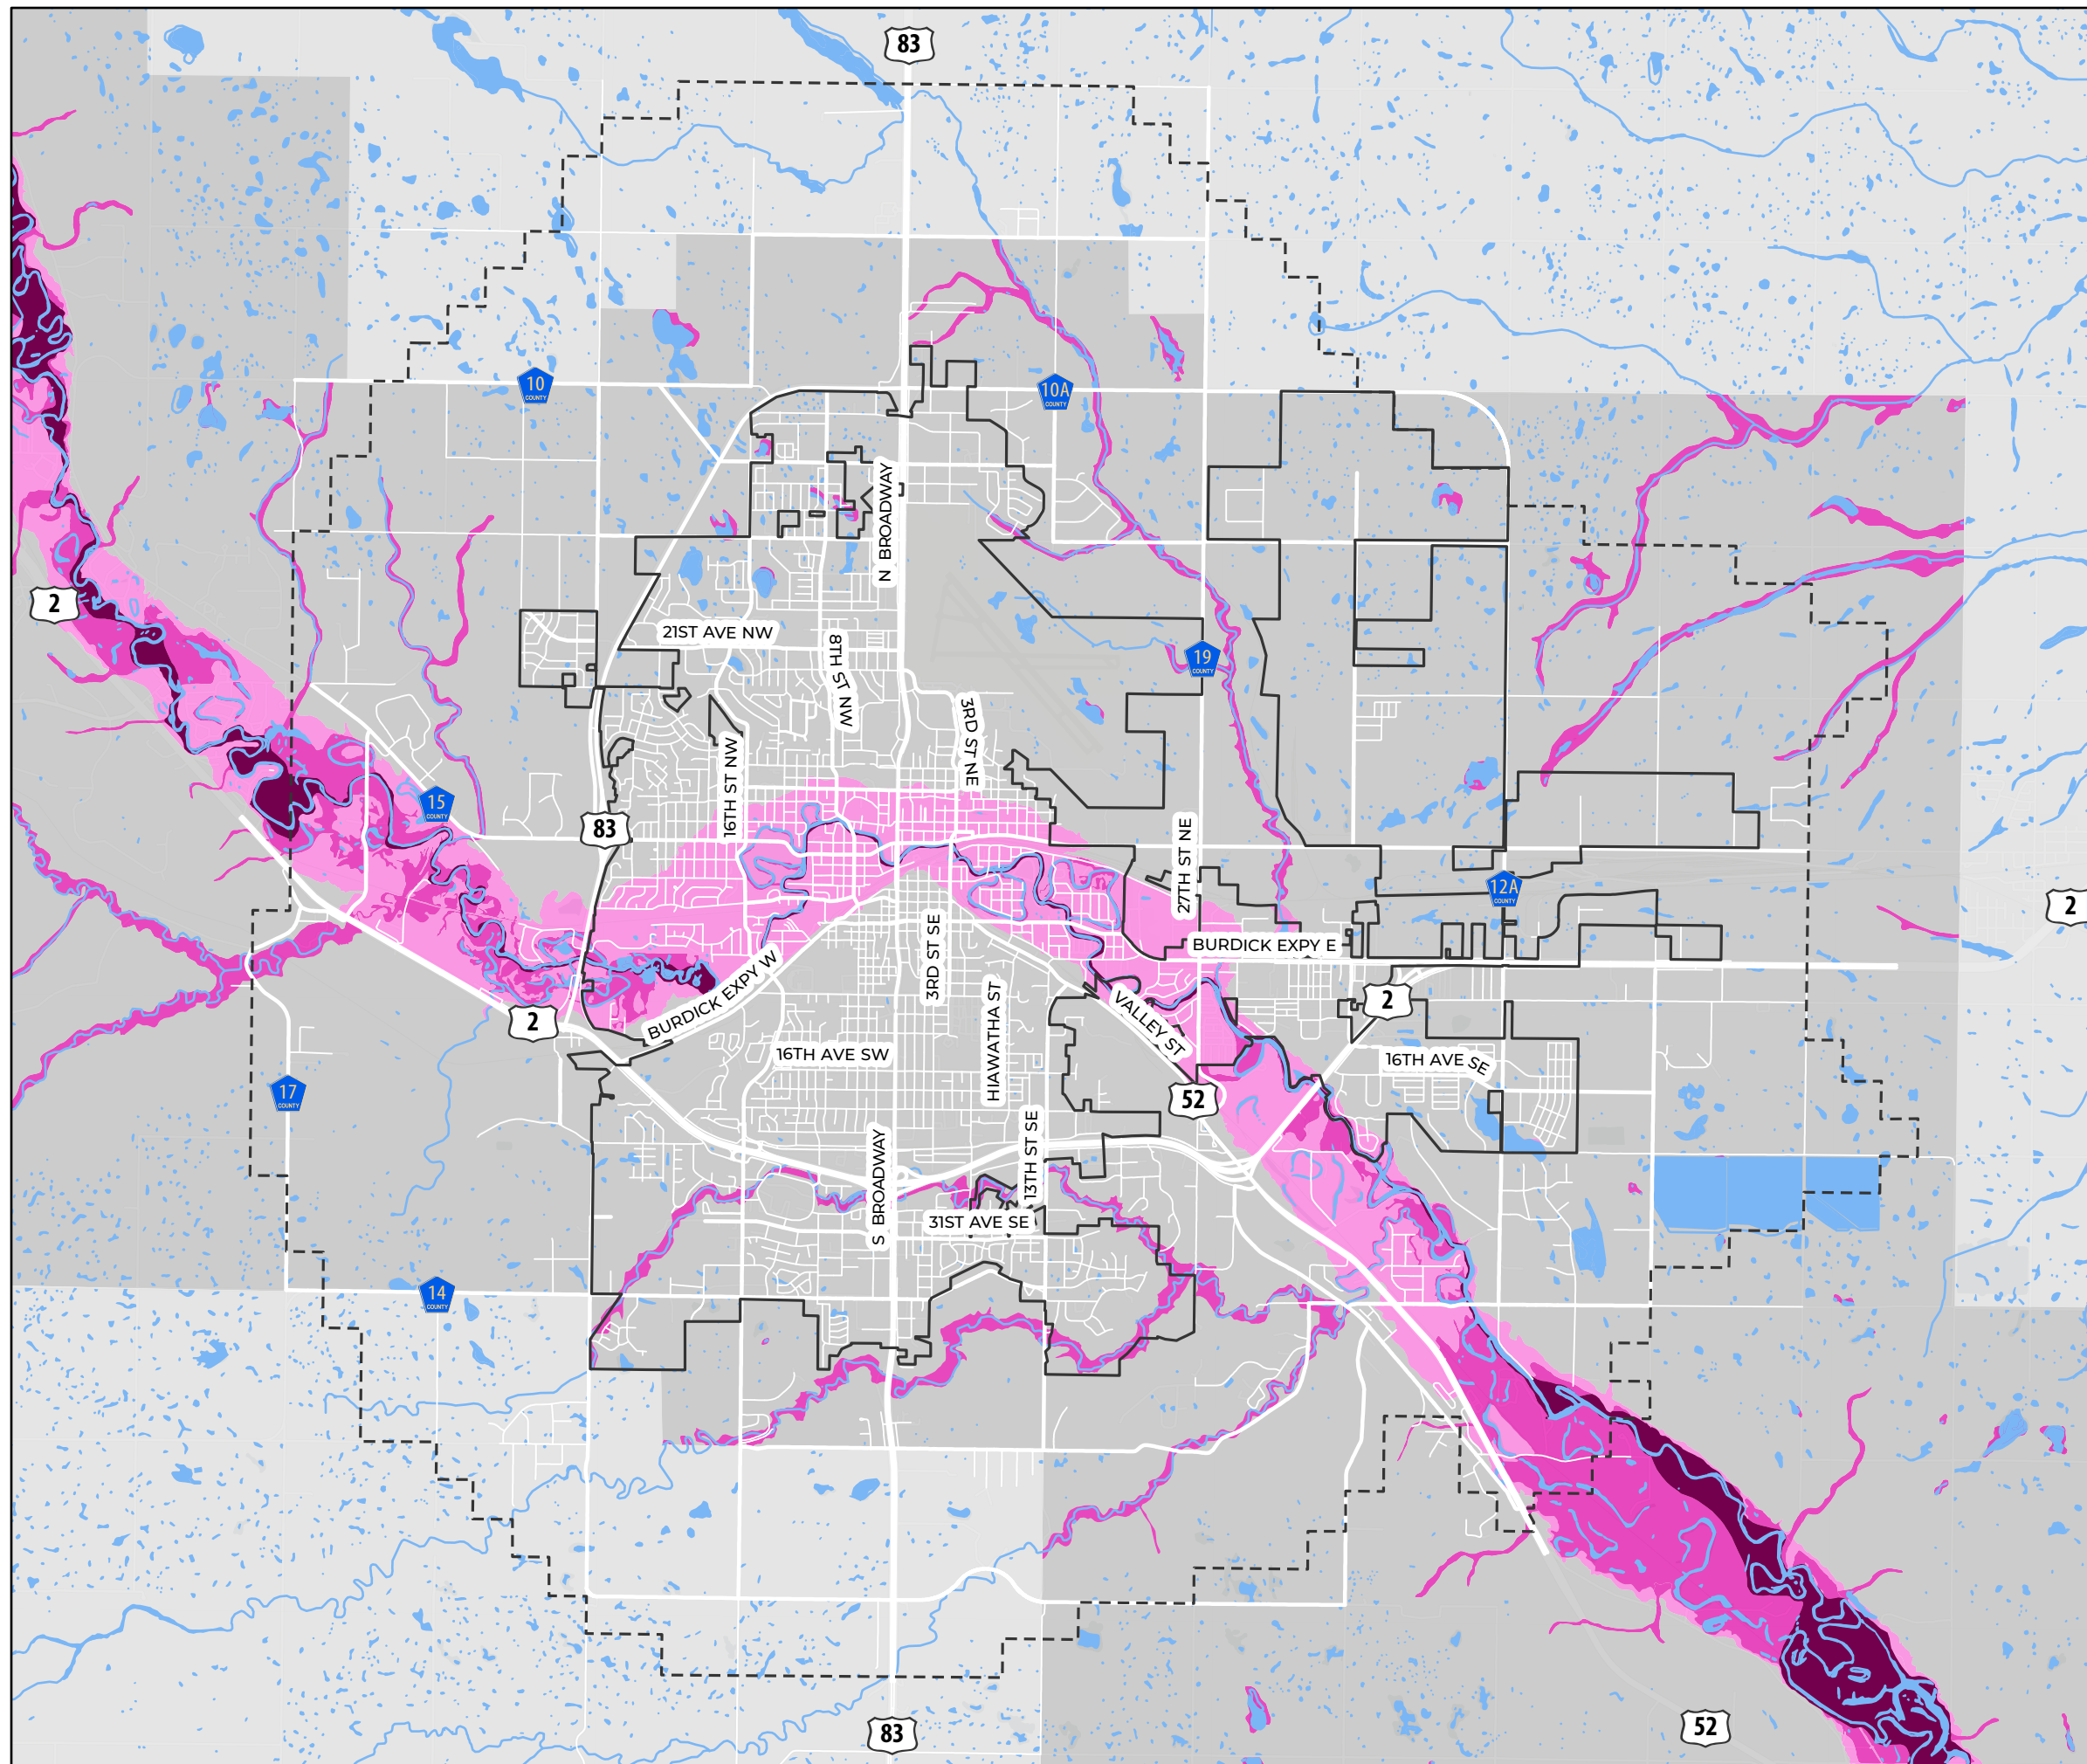 83
10
COUNTY
10A
COUNTY
N BROADWAY
2
21ST AVE NW
8TH ST NW
19
COUNTY
3RD ST NE
16TH ST NW
15
COUNTY
83
27TH ST NE
12A
COUNTY
2
3RD ST SE
BURDICK EXPY E
BURDICK EXPY W
HIAWATHA ST
2
2
VALLEY ST
16TH AVE SW
16TH AVE SE
17
COUNTY
52
13TH ST SE
S BROADWAY
31ST AVE SE
14
COUNTY
83
52